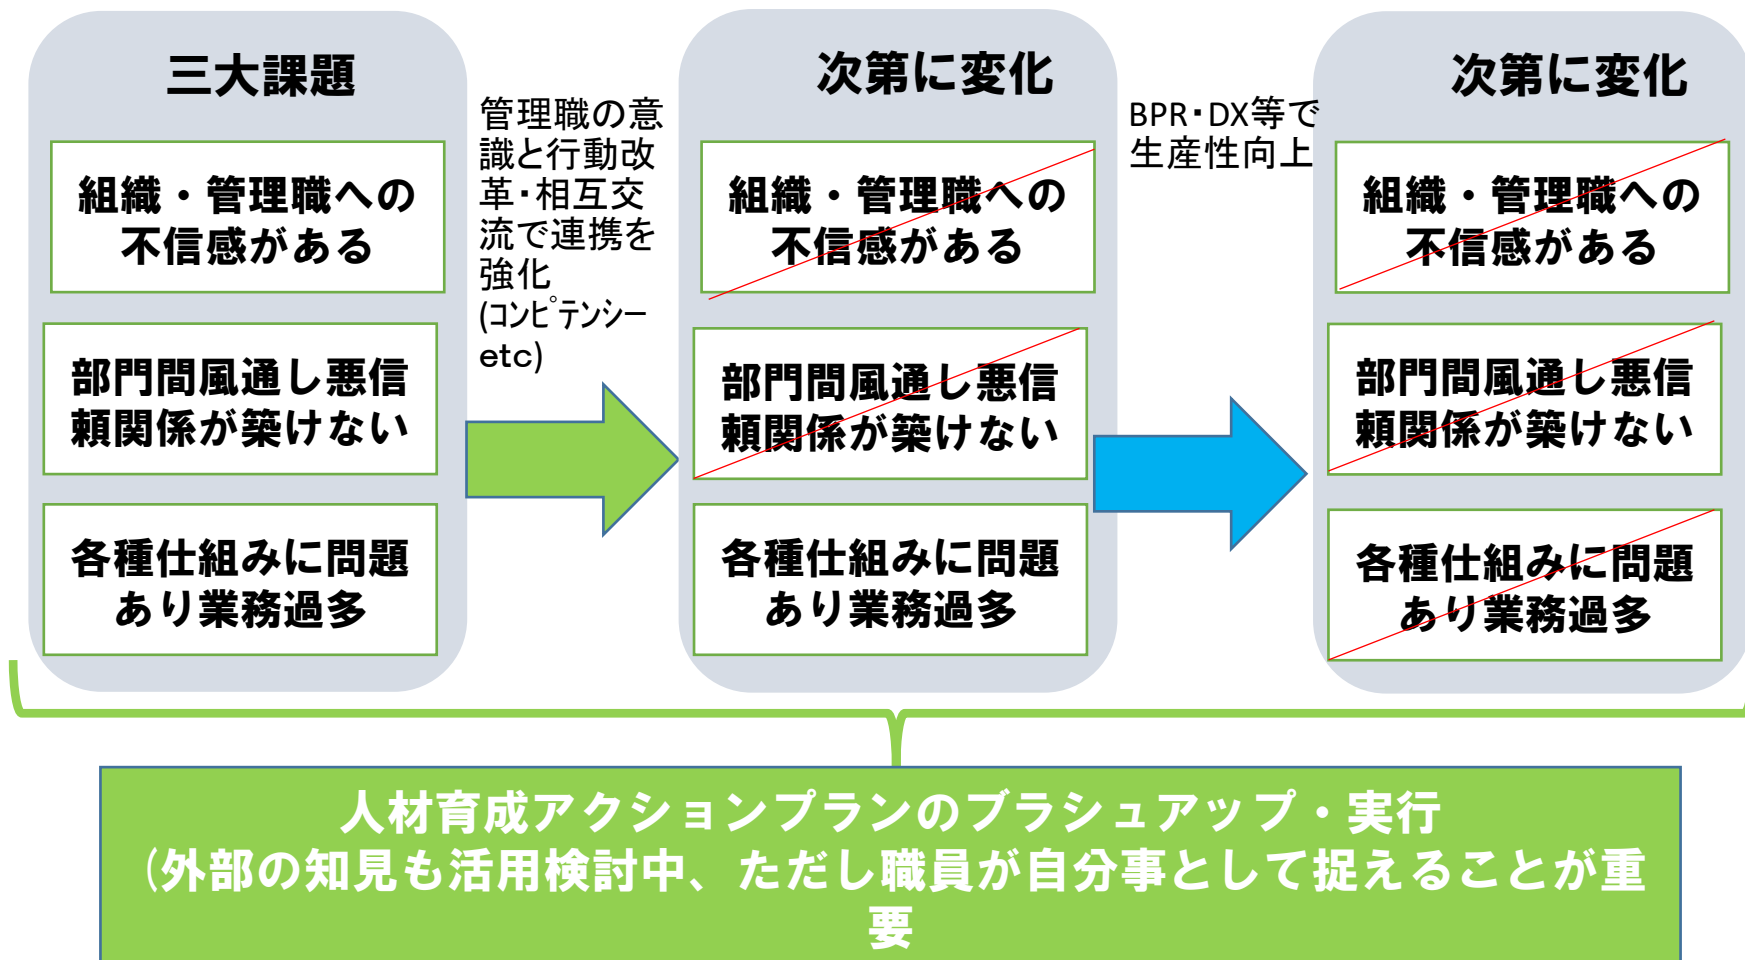 三大課題
組織・管理職への
不信感がある
部門間風通し悪信
頼関係が築けない
各種仕組みに問題
あり業務過多
管理職の意
識と行動改
革・相互交
流で連携を
強化
(ｺﾝﾋﾟﾃﾝｼｰ
etc)
次第に変化
組織・管理職への
不信感がある
部門間風通し悪信
頼関係が築けない
各種仕組みに問題
あり業務過多
BPR・DX等で
生産性向上
次第に変化
組織・管理職への
不信感がある
部門間風通し悪信
頼関係が築けない
各種仕組みに問題
あり業務過多
人材育成アクションプランのブラシュアップ・実行
（外部の知見も活用検討中、ただし職員が自分事として捉えることが重
要